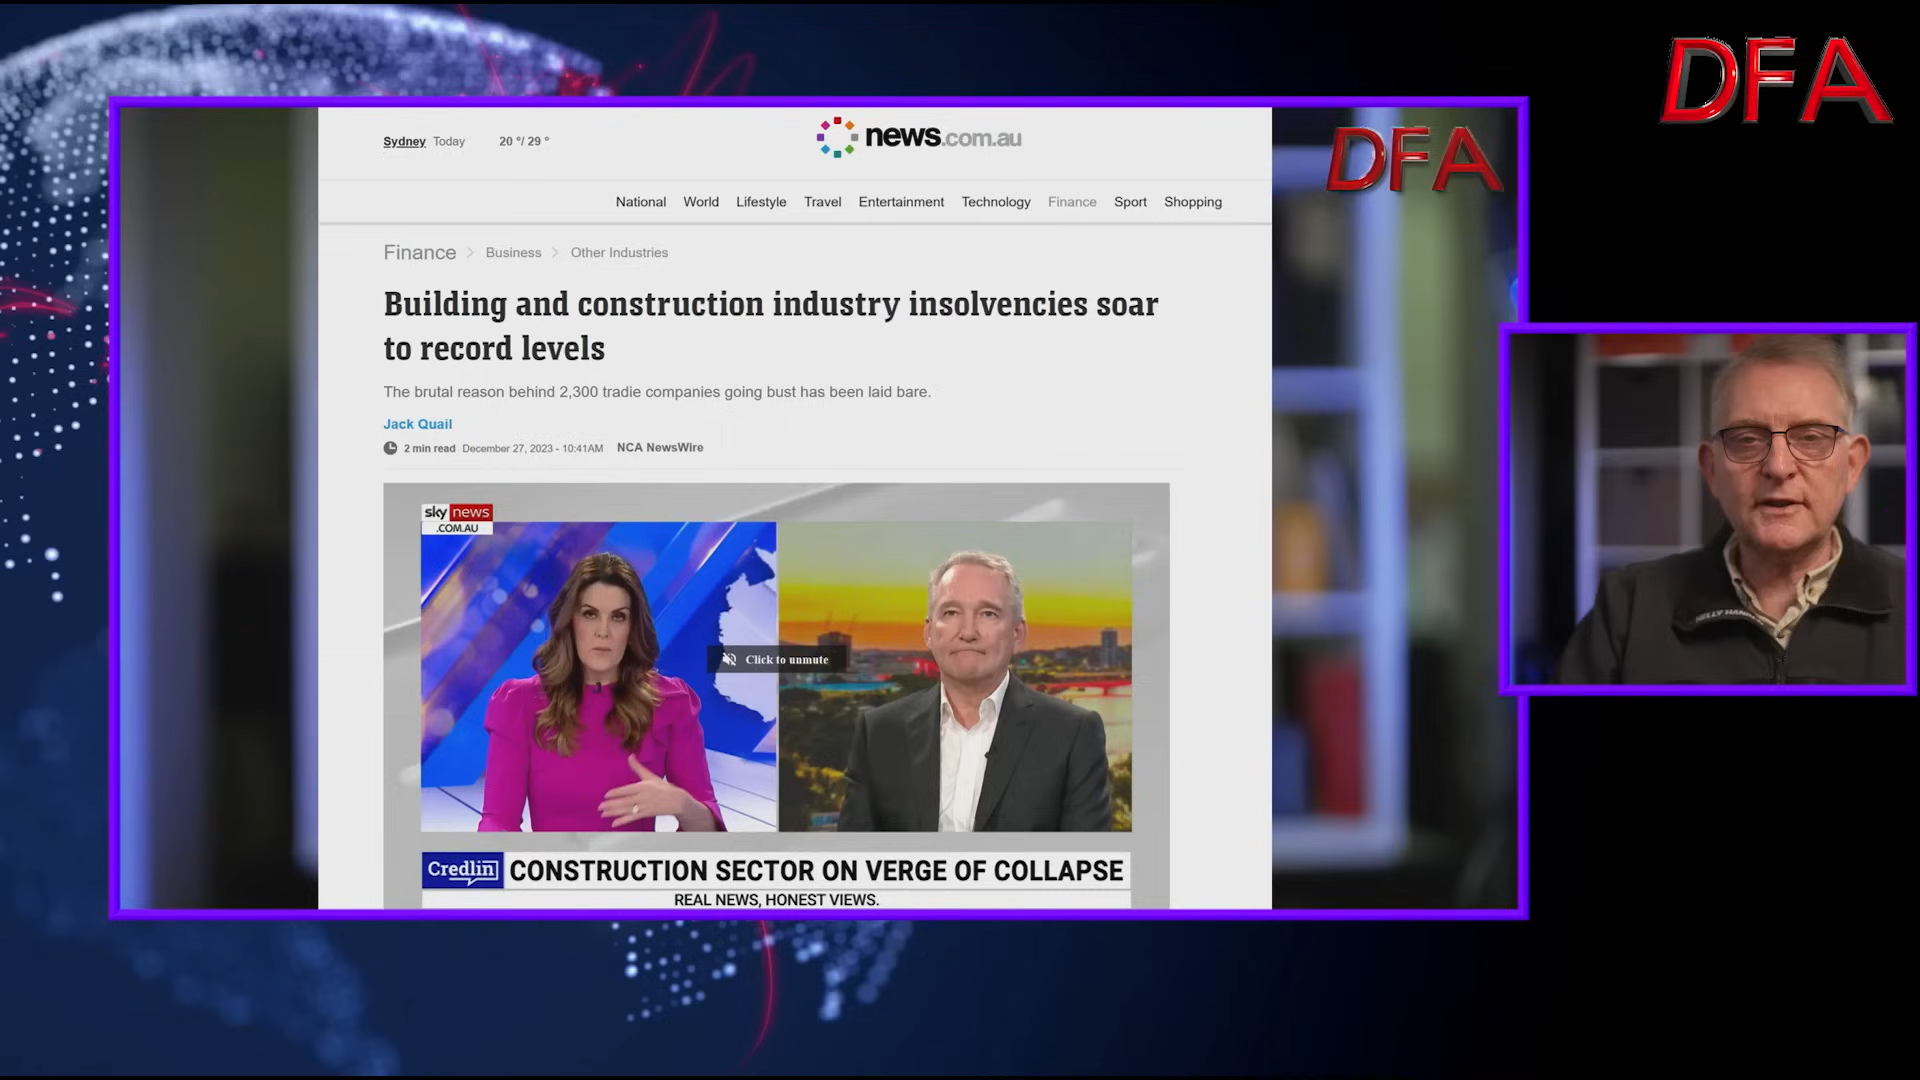 DFA
DFA
Sydney Today 20 °/ 29 °
news.com.au
National World Lifestyle Travel Entertainment Technology Finance Sport Shopping
Finance > Business > Other Industries
Building and construction industry insolvencies soar
to record levels
The brutal reason behind 2,300 tradie companies going bust has been laid bare.
Jack Quail
2 min read December 27, 2023 - 10:41AM NCA NewsWire
sky news
.COM.AU
Click to unmute
HELLY HANSEN
Credlin CONSTRUCTION SECTOR ON VERGE OF COLLAPSE
REAL NEWS, HONEST VIEWS.